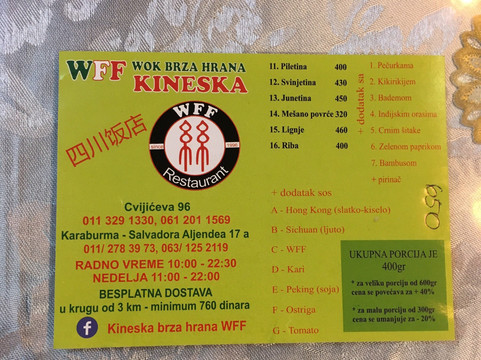 WFF WOK BRZA HRANA
KINESKA
四川饭店
WFF
SINCE 1996
Restaurant
Cvijićeva 96
011 329 1330, 061 201 1569
Karaburma - Salvadora Aljendea 17 a
011/ 278 39 73, 063/ 125 2119
RADNO VREME 10:00 - 22:30
NEDELJA 11:00 - 22:00
BESPLATNA DOSTAVA
u krugu od 3 km - minimum 760 dinara
Kineska brza hrana WFF
11. Piletina 400
12. Svinjetina 430
13. Junetina 450
14. Mešano povrće 320
15. Lignje 460
16. Riba 400
+ dodatak sa
1. Pečurkama
2. Kikirikijem
3. Bademom
4. Indijskim orasima
5. Crnim šitake
6. Zelenom paprikom
7. Bambusom
+ pirinač
650
+ dodatak sos
A - Hong Kong (slatko-kiselo)
B - Sichuan (ljuto)
C - WFF
D - Kari
E - Peking (soja)
F - Ostriga
G - Tomato
UKUPNA PORCIJA JE
400gr
* za veliku porciju od 600gr
cena se povećava za + 40%
* za malu porciju od 300gr
cena se umanjuje za - 20%